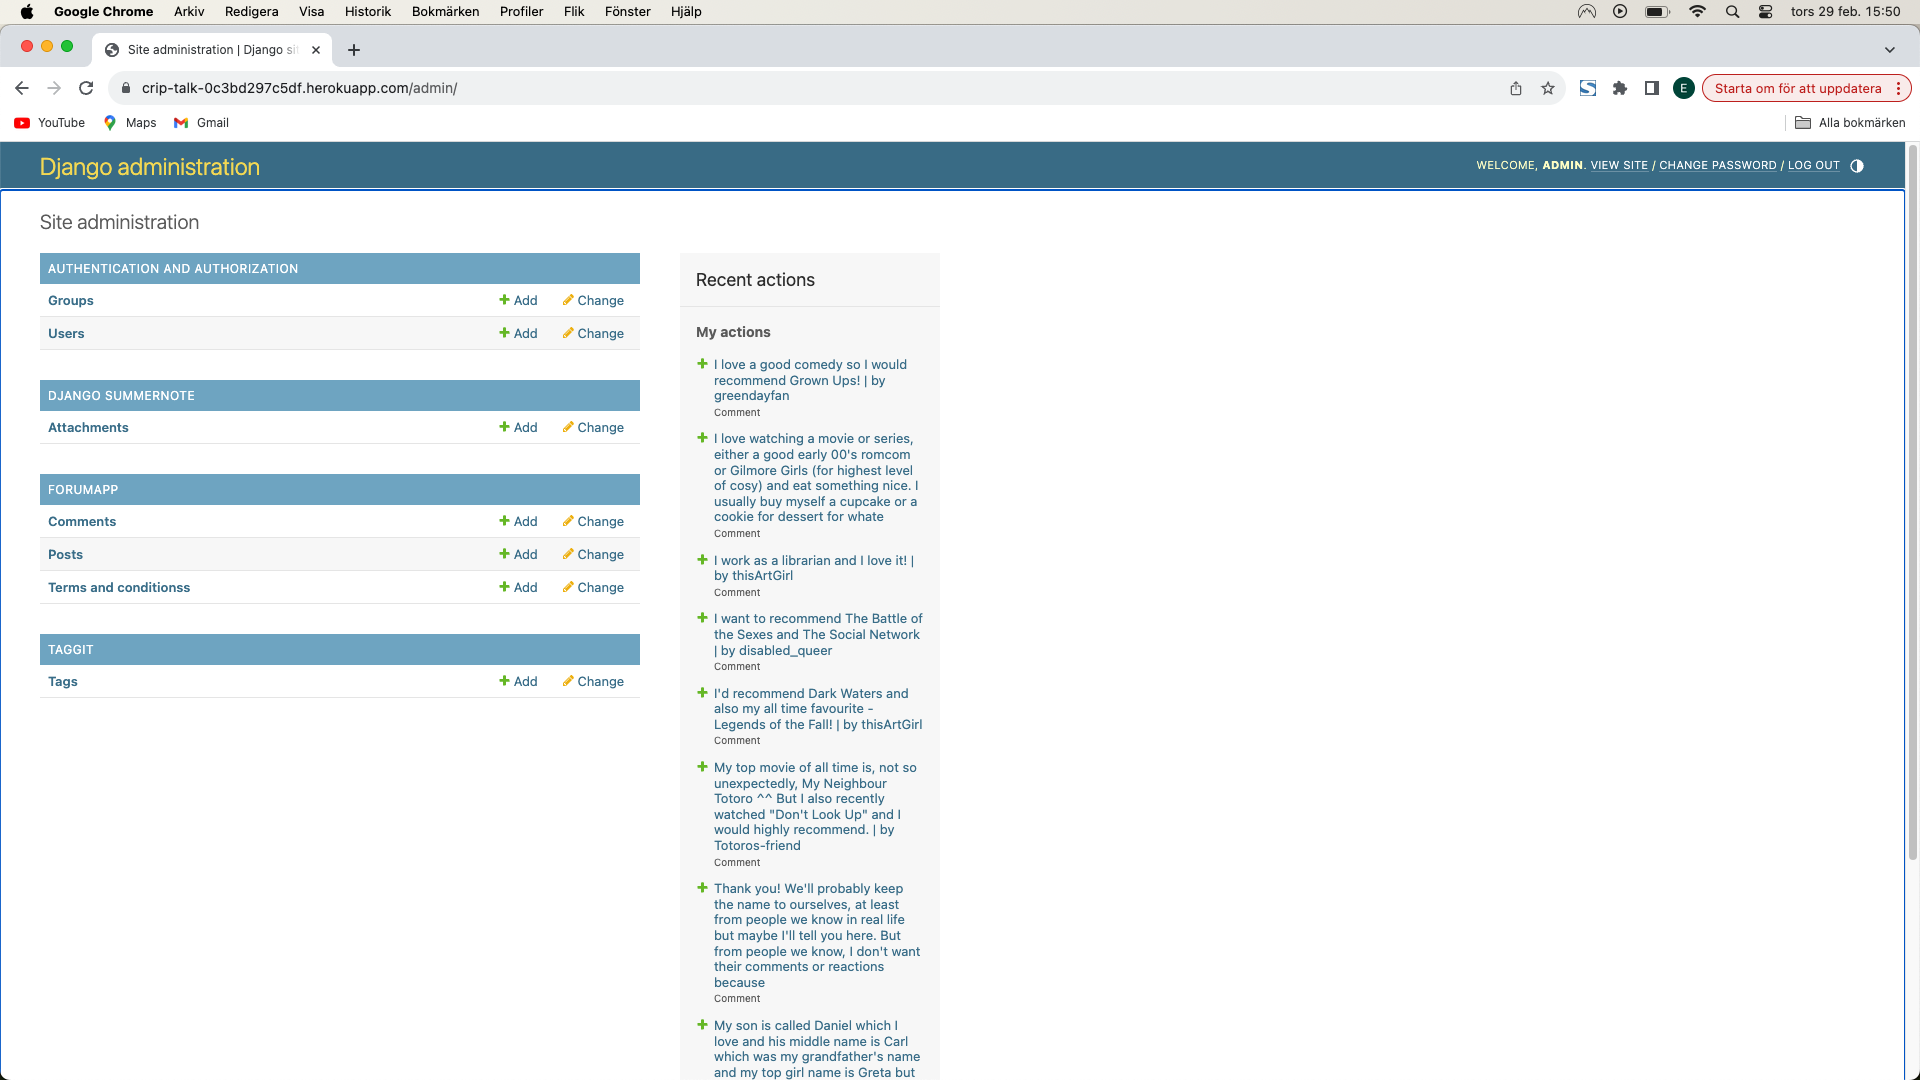 Google Chrome Arkiv Redigera Visa Historik Bokmärken Profiler Flik Fönster Hjälp tors 29 feb. 15:50
Site administration | Django si
crip-talk-0c3bd297c5df.herokuapp.com/admin/ E Starta om för att uppdatera
YouTube Maps Gmail Alla bokmärken
Django administration WELCOME, ADMIN. VIEW SITE / CHANGE PASSWORD / LOG OUT
Site administration
AUTHENTICATION AND AUTHORIZATION
Groups Add Change
Users Add Change
DJANGO SUMMERNOTE
Attachments Add Change
FORUMAPP
Comments Add Change
Posts Add Change
Terms and conditionss Add Change
TAGGIT
Tags Add Change
Recent actions
My actions
I love a good comedy so I would
recommend Grown Ups! | by
greendayfan
Comment
I love watching a movie or series,
either a good early 00's romcom
or Gilmore Girls (for highest level
of cosy) and eat something nice. I
usually buy myself a cupcake or a
cookie for dessert for whate
Comment
I work as a librarian and I love it! |
by thisArtGirl
Comment
I want to recommend The Battle of
the Sexes and The Social Network
| by disabled_queer
Comment
I'd recommend Dark Waters and
also my all time favourite -
Legends of the Fall! | by thisArtGirl
Comment
My top movie of all time is, not so
unexpectedly, My Neighbour
Totoro ^^ But I also recently
watched "Don't Look Up" and I
would highly recommend. | by
Totoros-friend
Comment
Thank you! We'll probably keep
the name to ourselves, at least
from people we know in real life
but maybe I'll tell you here. But
from people we know, I don't want
their comments or reactions
because
Comment
My son is called Daniel which I
love and his middle name is Carl
which was my grandfather's name
and my top girl name is Greta but